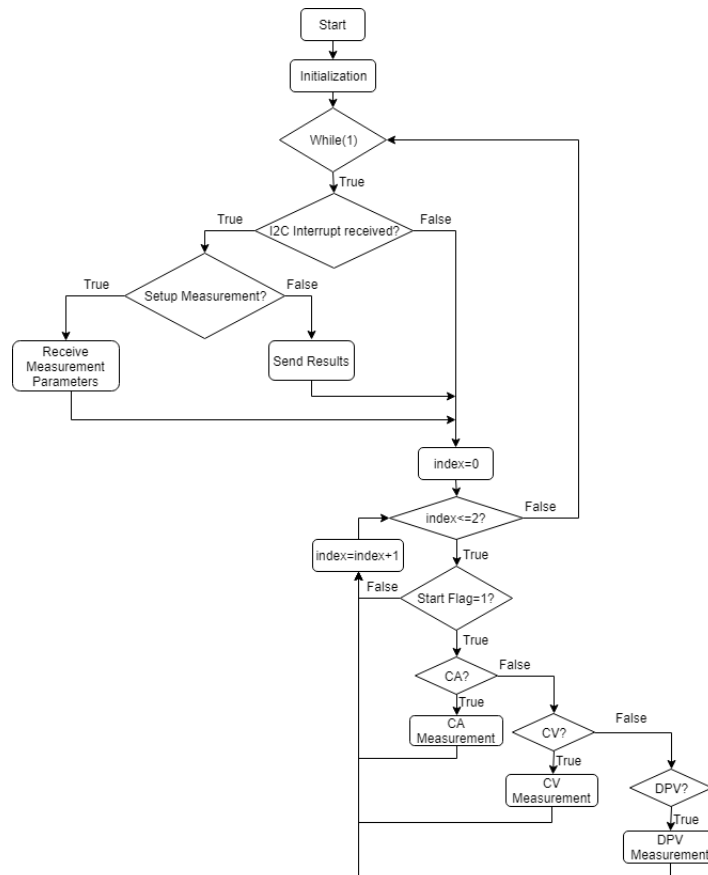 Start
Initialization
While(1)
True
I2C Interrupt received?
True
False
Setup Measurement?
True
False
Receive
Measurement
Parameters
Send Results
index=0
index<=2?
False
index=index+1
True
False
Start Flag=1?
True
CA?
False
True
CA
Measurement
CV?
False
True
CV
Measurement
DPV?
True
DPV
Measurement